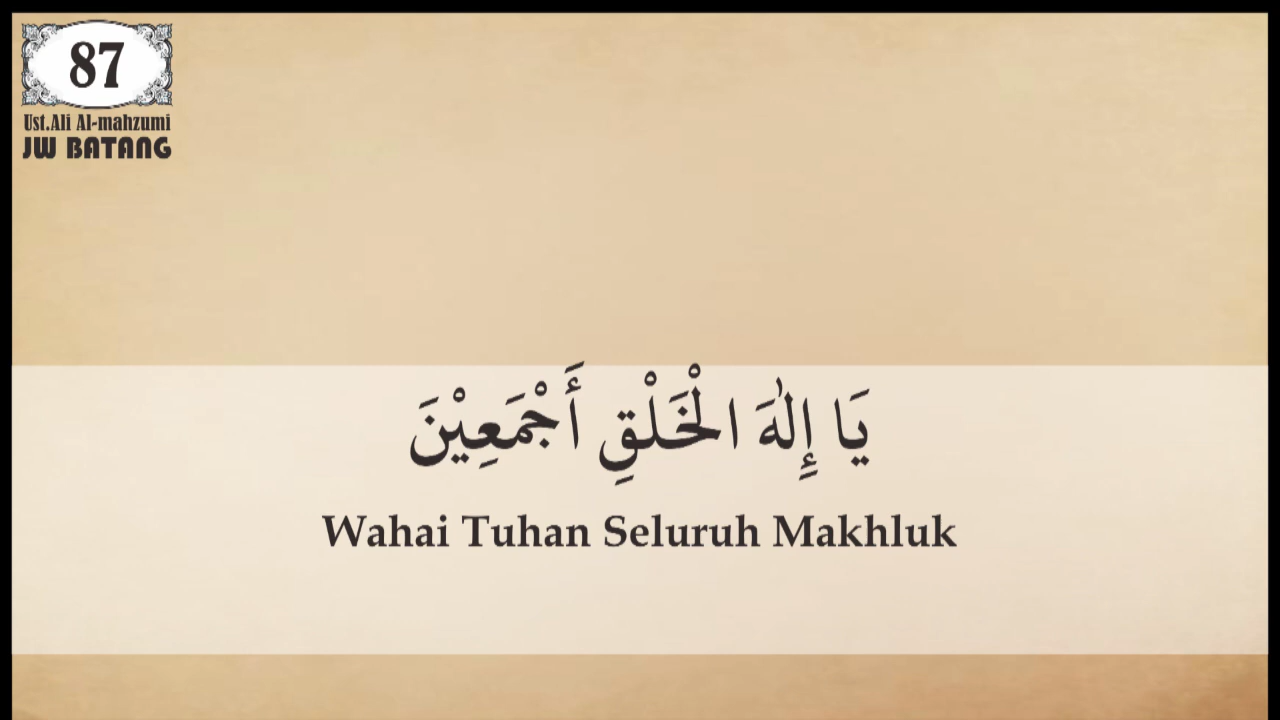 87
Ust.Ali Al-mahzumi
JW BATANG
يَا إِلٰهَ الْخَلْقِ أَجْمَعِيْنَ
Wahai Tuhan Seluruh Makhluk